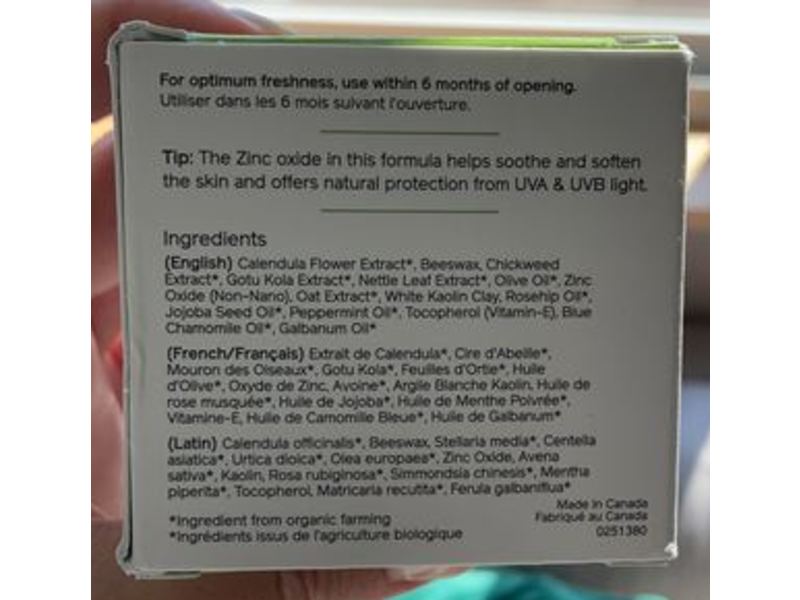 For optimum freshness, use within 6 months of opening.
Utiliser dans les 6 mois suivant l'ouverture.
Tip: The Zinc oxide in this formula helps soothe and soften
the skin and offers natural protection from UVA & UVB light.
Ingredients
(English) Calendula Flower Extract*, Beeswax, Chickweed
Extract*, Gotu Kola Extract*, Nettle Leaf Extract*, Olive Oil*, Zinc
Oxide (Non-Nano), Oat Extract*, White Kaolin Clay, Rosehip Oil*,
Jojoba Seed Oil*, Peppermint Oil*, Tocopherol (Vitamin-E), Blue
Chamomile Oil*, Galbanum Oil*
(French/Français) Extrait de Calendula*, Cire d'Abeille*,
Mouron des Oiseaux*, Gotu Kola*, Feuilles d'Ortie*, Huile
d'Olive*, Oxyde de Zinc, Avoine*, Argile Blanche Kaolin, Huile de
rose musquée*, Huile de Jojoba*, Huile de Menthe Poivrée*,
Vitamine-E, Huile de Camomille Bleue*, Huile de Galbanum*
(Latin) Calendula officinalis*, Beeswax, Stellaria media*, Centella
asiatica*, Urtica dioica*, Olea europaea*, Zinc Oxide, Avena
sativa*, Kaolin, Rosa rubiginosa*, Simmondsia chinesis*, Mentha
piperita*, Tocopherol, Matricaria recutita*, Ferula galbaniflua*
Made in Canada
Fabriqué au Canada
0251380
*Ingredient from organic farming
*Ingrédients issus de l'agriculture biologique